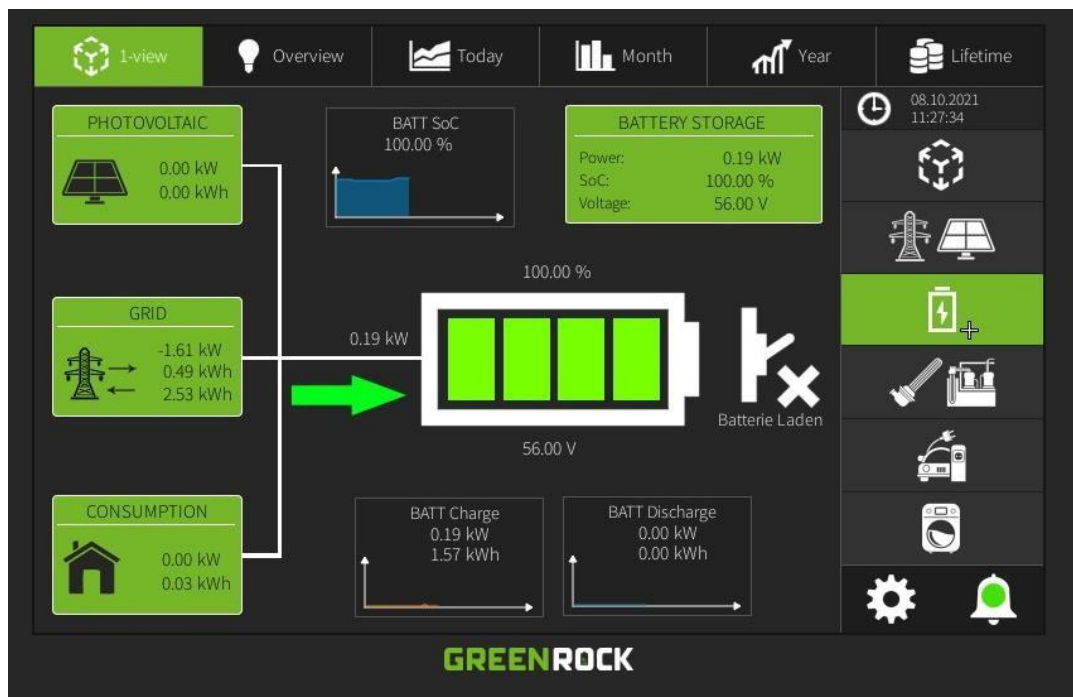 1-view
Overview
Today
Month
Year
Lifetime
08.10.2021
11:27:34
PHOTOVOLTAIC
0.00 kW
0.00 kWh
BATT SoC
100.00 %
BATTERY STORAGE
Power: 0.19 kW
SoC: 100.00 %
Voltage: 56.00 V
GRID
-1.61 kW
0.49 kWh
2.53 kWh
100.00 %
0.19 kW
56.00 V
Batterie Laden
CONSUMPTION
0.00 kW
0.03 kWh
BATT Charge
0.19 kW
1.57 kWh
BATT Discharge
0.00 kW
0.00 kWh
GREENROCK